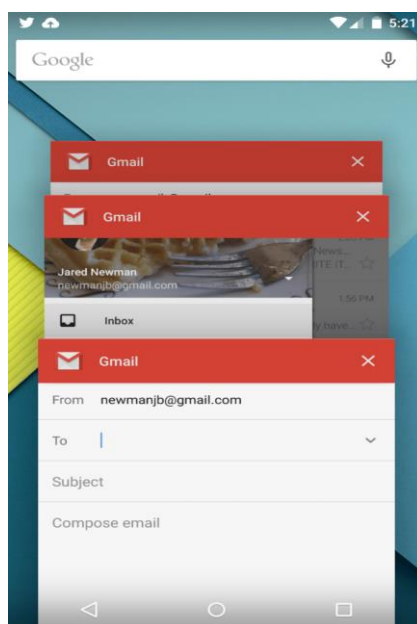 5:21
Google
Gmail
Gmail
Jared Newman
newmanjb@gmail.com
News...
1:56 PM
Inbox
Gmail
From newmanjb@gmail.com
To
Subject
Compose email